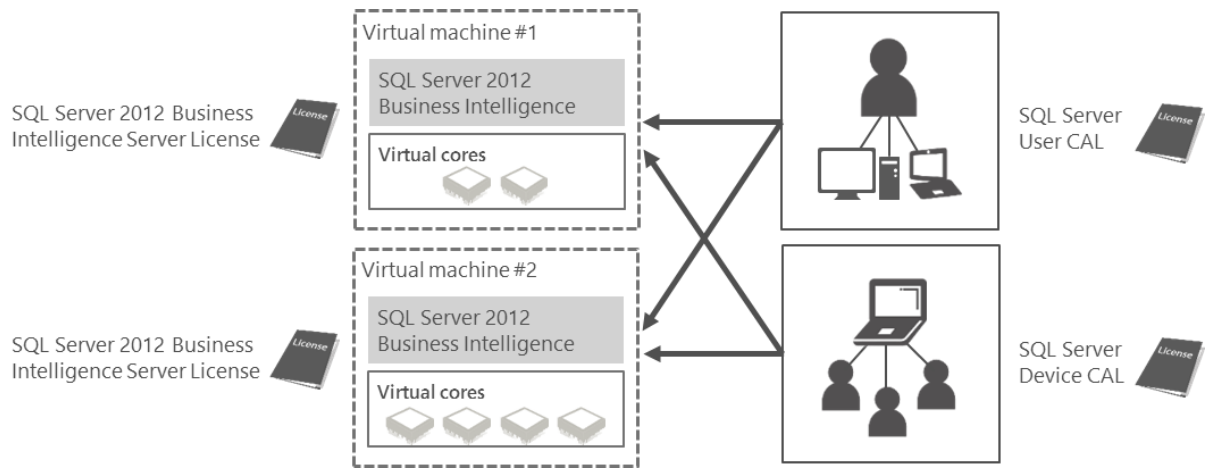 Virtual machine #1
SQL Server 2012
Business Intelligence
Virtual cores
SQL Server 2012 Business
Intelligence Server License
License
SQL Server
User CAL
License
Virtual machine #2
SQL Server 2012
Business Intelligence
Virtual cores
SQL Server 2012 Business
Intelligence Server License
License
SQL Server
Device CAL
License